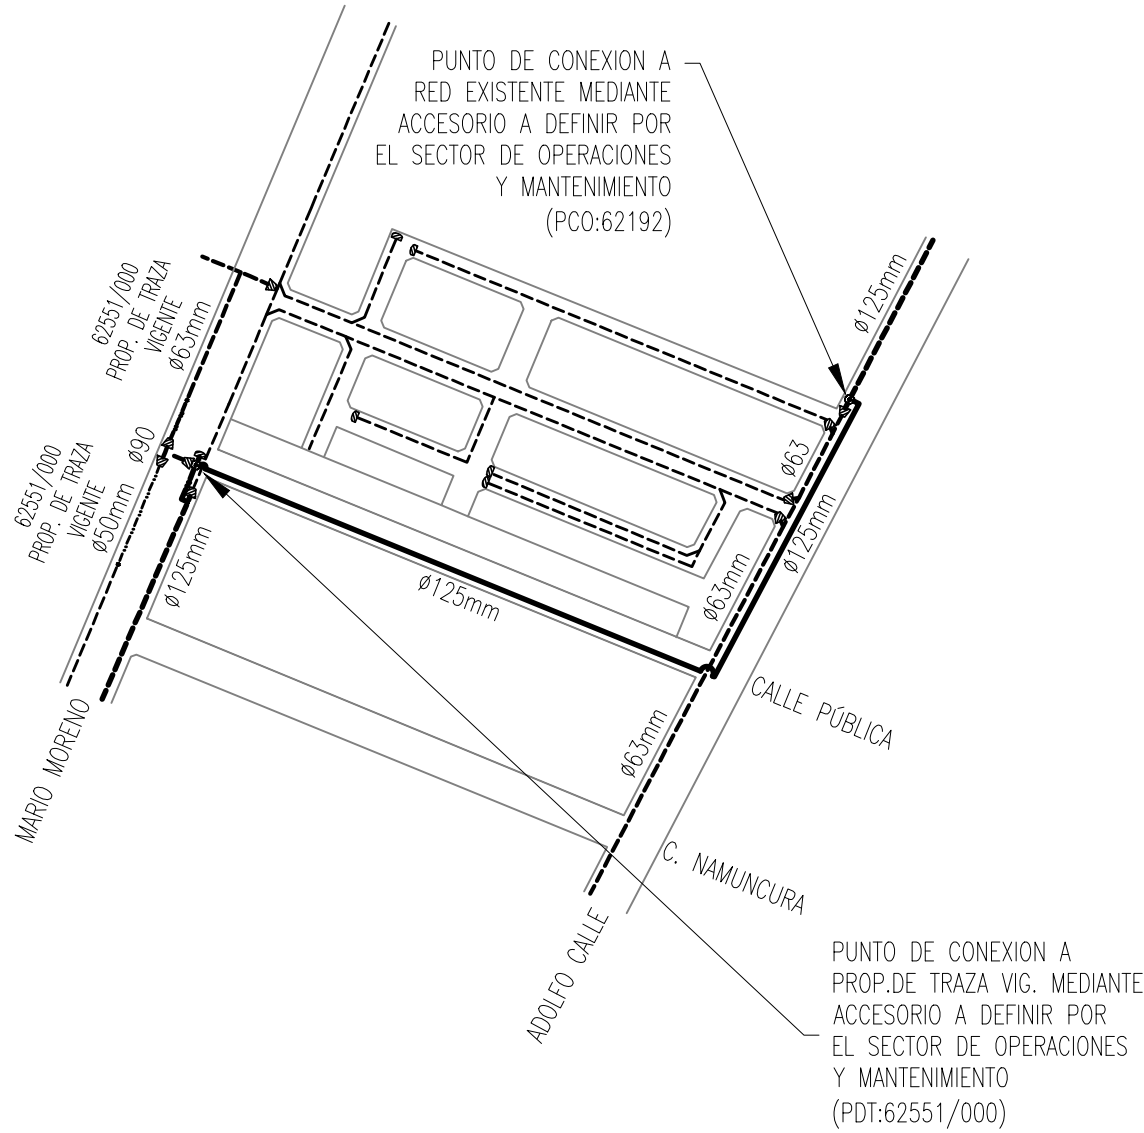 PUNTO DE CONEXION A
RED EXISTENTE MEDIANTE
ACCESORIO A DEFINIR POR
EL SECTOR DE OPERACIONES
Y MANTENIMIENTO
(PCO:62192)
62551/000
PROP. DE TRAZA
VIGENTE
ø63mm
ø125mm
ø90
62551/000
PROP. DE TRAZA
VIGENTE
ø50mm
ø63
ø125mm
ø125mm
ø125mm
ø63mm
ø63mm
CALLE PÚBLICA
MARIO MORENO
C. NAMUNCURA
ADOLFO CALLE
PUNTO DE CONEXION A
PROP.DE TRAZA VIG. MEDIANTE
ACCESORIO A DEFINIR POR
EL SECTOR DE OPERACIONES
Y MANTENIMIENTO
(PDT:62551/000)